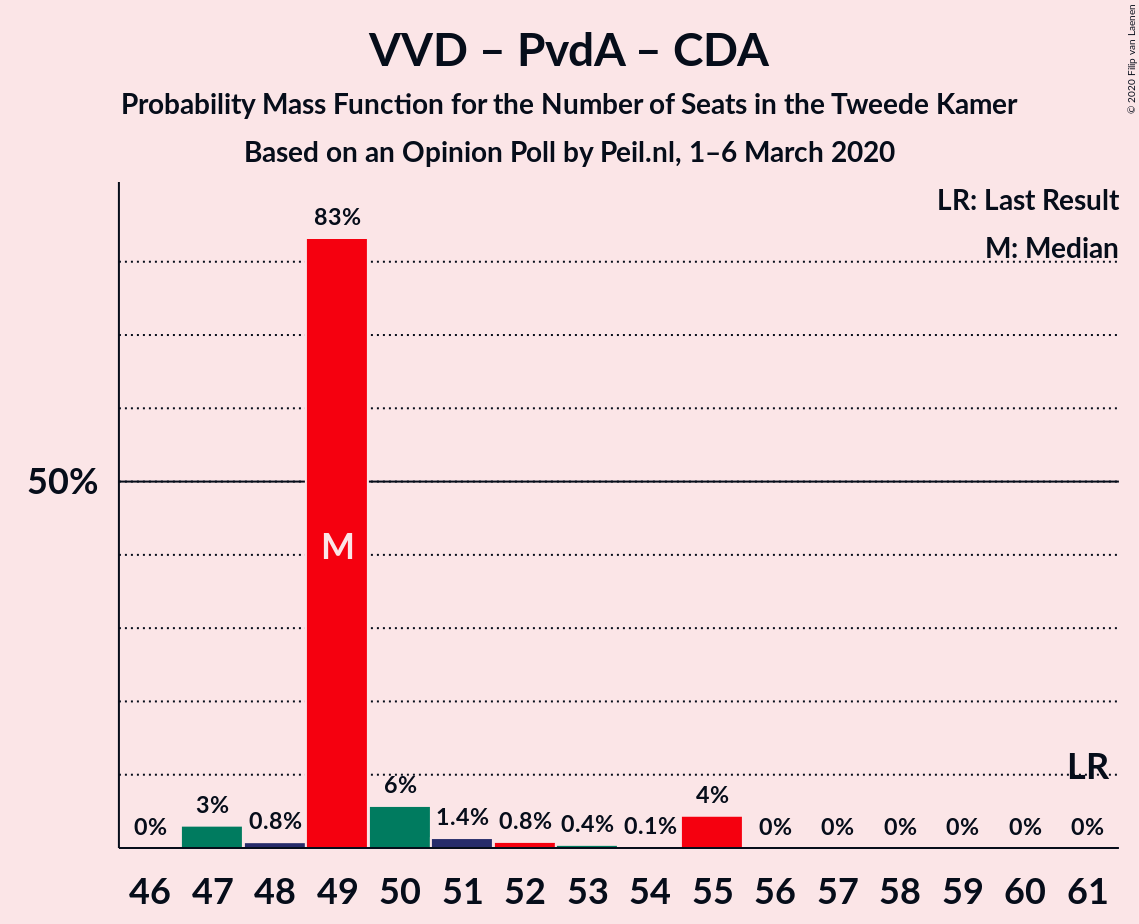 VVD – PvdA – CDA
Probability Mass Function for the Number of Seats in the Tweede Kamer
Based on an Opinion Poll by Peil.nl, 1–6 March 2020
© 2020 Filip van Laenen
LR: Last Result
M: Median
83%
50%
M
LR
0%
3%
0.8%
6%
1.4%
0.8%
0.4%
0.1%
4%
0%
0%
0%
0%
0%
0%
46 47 48 49 50 51 52 53 54 55 56 57 58 59 60 61